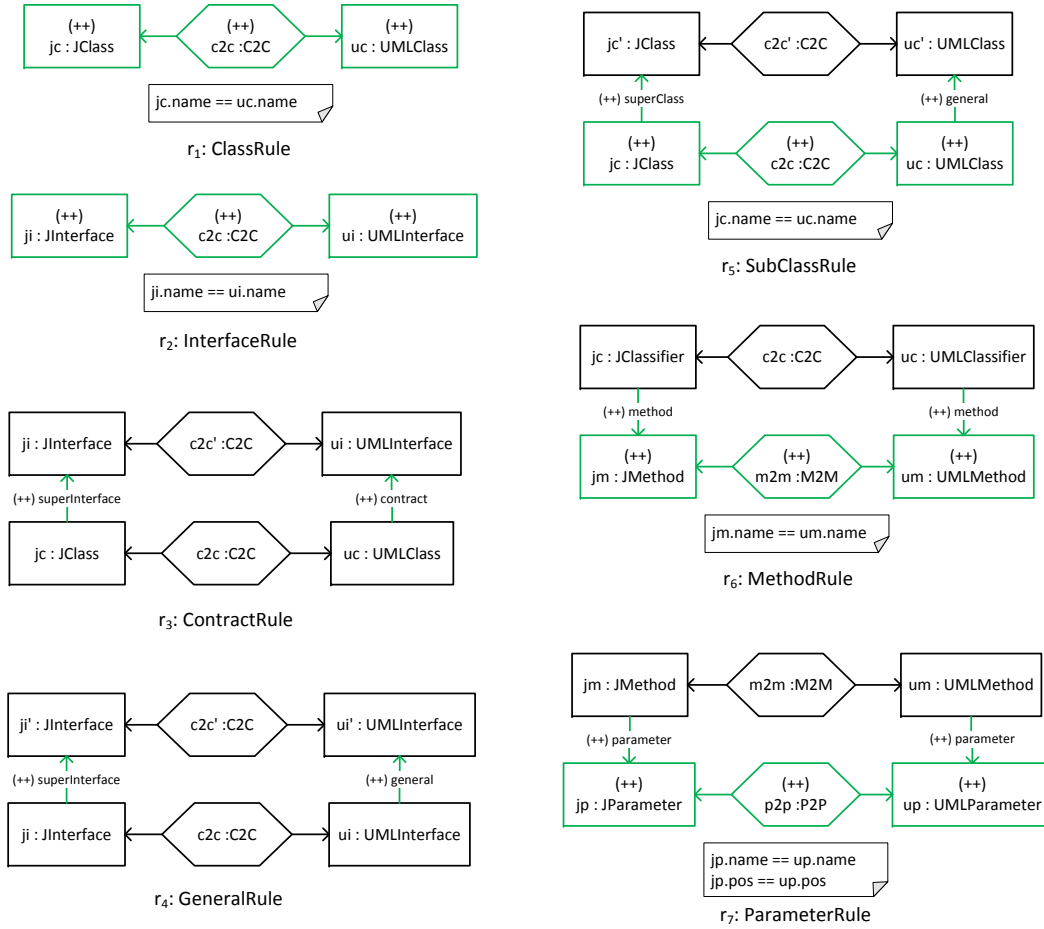 (++)
jc : JClass
(++)
c2c : C2C
(++)
uc : UMLClass
jc.name == uc.name
r₁: ClassRule
(++)
ji : JInterface
(++)
c2c : C2C
(++)
ui : UMLInterface
ji.name == ui.name
r₂: InterfaceRule
ji : JInterface
c2c' :C2C
ui : UMLInterface
(++) superInterface
(++) contract
jc : JClass
c2c :C2C
uc : UMLClass
r₃: ContractRule
ji' : JInterface
c2c' :C2C
ui' : UMLInterface
(++) superInterface
(++) general
ji : JInterface
c2c :C2C
ui : UMLInterface
r₄: GeneralRule
jc' : JClass
c2c' :C2C
uc' : UMLClass
(++) superClass
(++) general
(++)
jc : JClass
(++)
c2c : C2C
(++)
uc : UMLClass
jc.name == uc.name
r₅: SubClassRule
jc : JClassifier
c2c :C2C
uc : UMLClassifier
(++) method
(++) method
(++)
jm : JMethod
(++)
m2m : M2M
(++)
um : UMLMethod
jm.name == um.name
r₆: MethodRule
jm : JMethod
m2m : M2M
um : UMLMethod
(++) parameter
(++) parameter
(++)
jp : JParameter
(++)
p2p : P2P
(++)
up : UMLParameter
jp.name == up.name
jp.pos == up.pos
r₇: ParameterRule